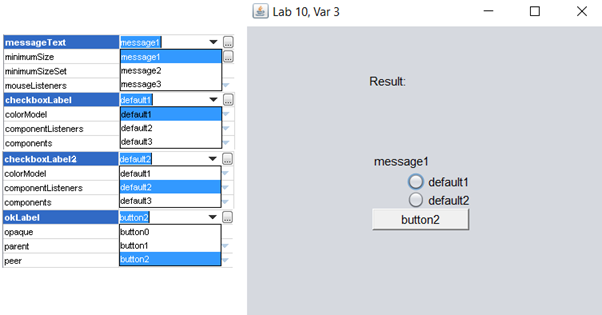 messageText message1 ...
minimumSize message1 ...
minimumSizeSet message2
mouseListeners message3
checkboxLabel default1 ...
colorModel default1
componentListeners default2
components default3
checkboxLabel2 default2 ...
colorModel default1
componentListeners default2
components default3
okLabel button2 ...
opaque button0
parent button1
peer button2
Lab 10, Var 3
Result:
message1
default1
default2
button2